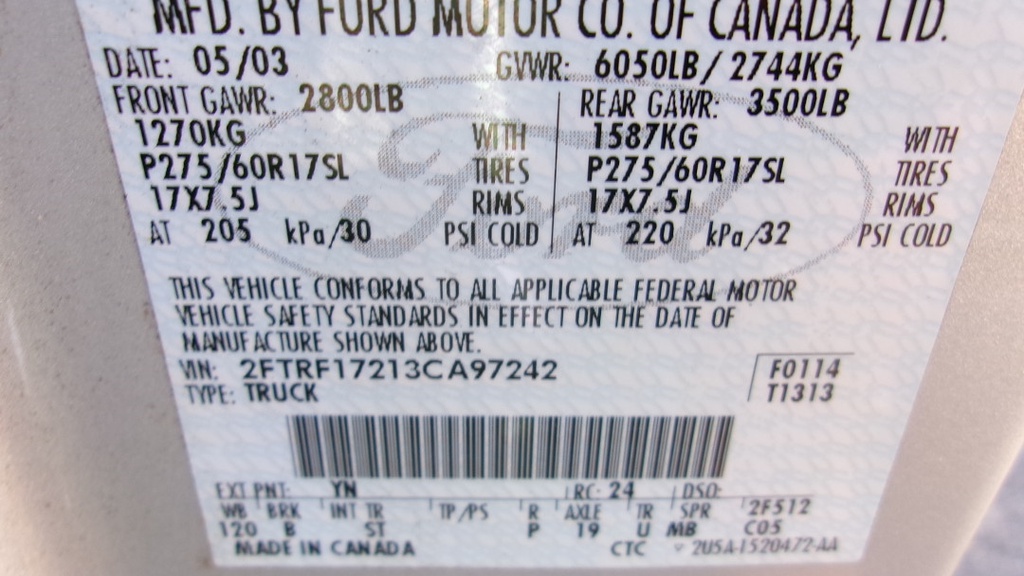 MFD. BY FORD MOTOR CO. OF CANADA, LTD.
DATE: 05/03 GVWR: 6050LB/ 2744KG
FRONT GAWR: 2800LB REAR GAWR: 3500LB
1270KG WITH 1587KG WITH
P275/60R17SL TIRES P275/60R17SL TIRES
17X7.5J RIMS 17X7.5J RIMS
AT 205 kPa/30 PSI COLD AT 220 kPa/32 PSI COLD
Ford
THIS VEHICLE CONFORMS TO ALL APPLICABLE FEDERAL MOTOR
VEHICLE SAFETY STANDARDS IN EFFECT ON THE DATE OF
MANUFACTURE SHOWN ABOVE.
VIN: 2FTRF17213CA97242 F0114
TYPE: TRUCK T1313
EXT PNT: YN RC: 24 DSO:
WB BRK INT TR TP/PS R AXLE TR SPR 2F512
120 B ST P 19 U MB C05
MADE IN CANADA CTC 2U5A-1520472-AA